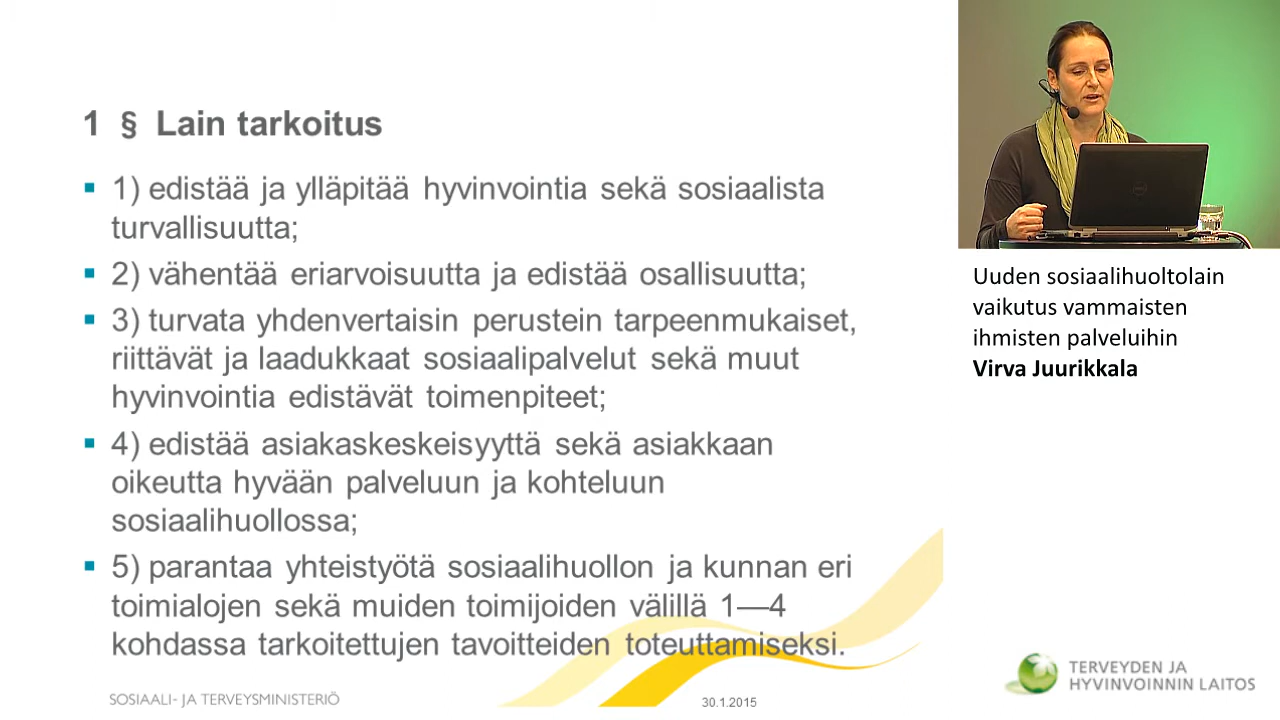 1 § Lain tarkoitus
1) edistää ja ylläpitää hyvinvointia sekä sosiaalista
turvallisuutta;
2) vähentää eriarvoisuutta ja edistää osallisuutta;
3) turvata yhdenvertaisin perustein tarpeenmukaiset,
riittävät ja laadukkaat sosiaalipalvelut sekä muut
hyvinvointia edistävät toimenpiteet;
4) edistää asiakaskeskeisyyttä sekä asiakkaan
oikeutta hyvään palveluun ja kohteluun
sosiaalihuollossa;
5) parantaa yhteistyötä sosiaalihuollon ja kunnan eri
toimialojen sekä muiden toimijoiden välillä 1—4
kohdassa tarkoitettujen tavoitteiden toteuttamiseksi.
SOSIAALI- JA TERVEYSMINISTERIÖ
30.1.2015
Uuden sosiaalihuoltolain
vaikutus vammaisten
ihmisten palveluihin
Virva Juurikkala
TERVEYDEN JA
HYVINVOINNIN LAITOS